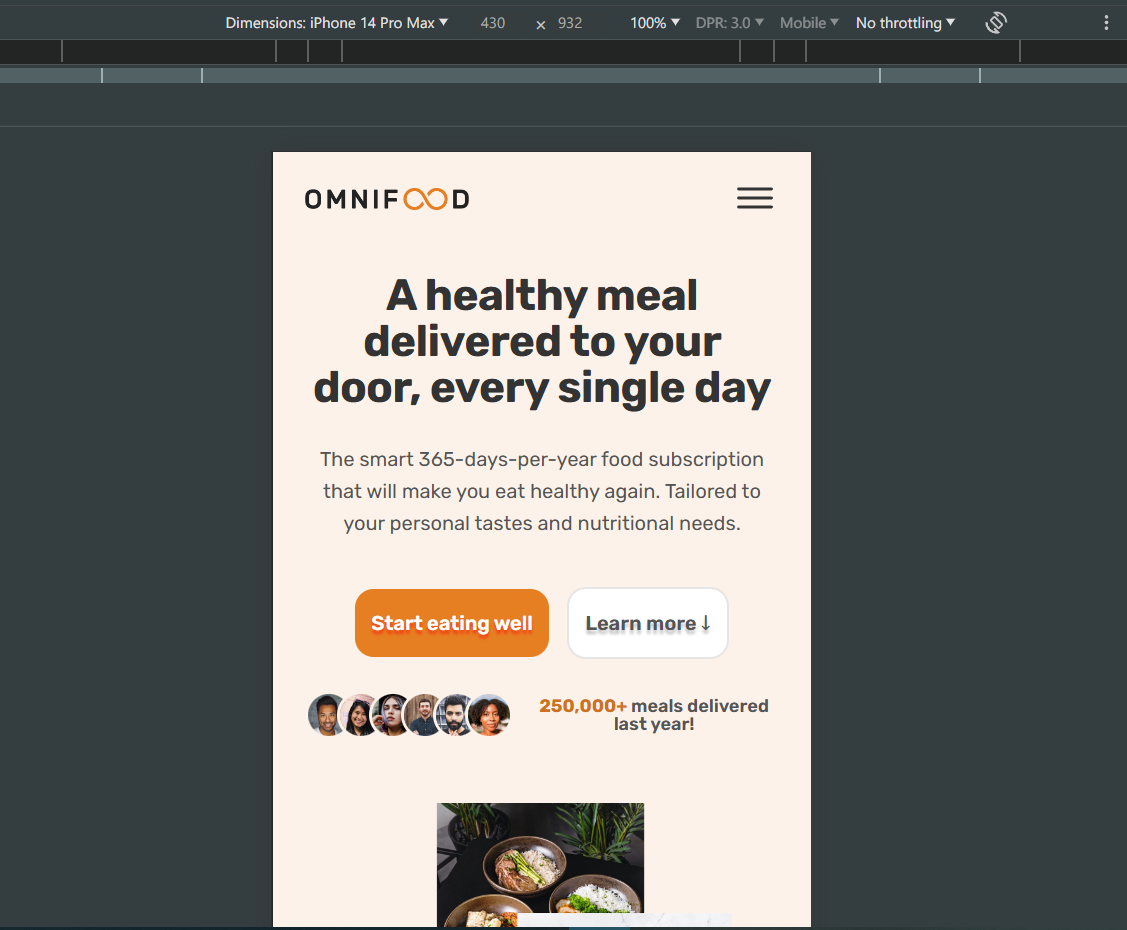 Dimensions: iPhone 14 Pro Max ▼ 430 × 932 100% ▼ DPR: 3.0 ▼ Mobile ▼ No throttling ▼
OMNIFOOD
A healthy meal
delivered to your
door, every single day
The smart 365-days-per-year food subscription
that will make you eat healthy again. Tailored to
your personal tastes and nutritional needs.
Start eating well
Learn more ↓
250,000+ meals delivered
last year!